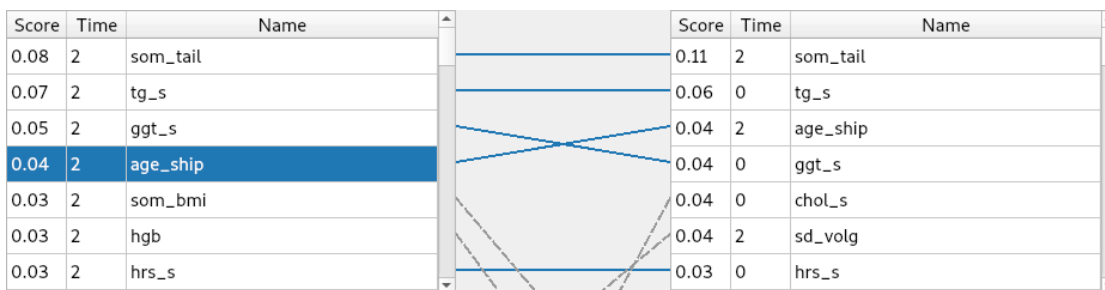 Score Time Name Score Time Name
0.08 2 som_tail 0.11 2 som_tail
0.07 2 tg_s 0.06 0 tg_s
0.05 2 ggt_s 0.04 2 age_ship
0.04 2 age_ship 0.04 0 ggt_s
0.03 2 som_bmi 0.04 0 chol_s
0.03 2 hgb 0.04 2 sd_volg
0.03 2 hrs_s 0.03 0 hrs_s